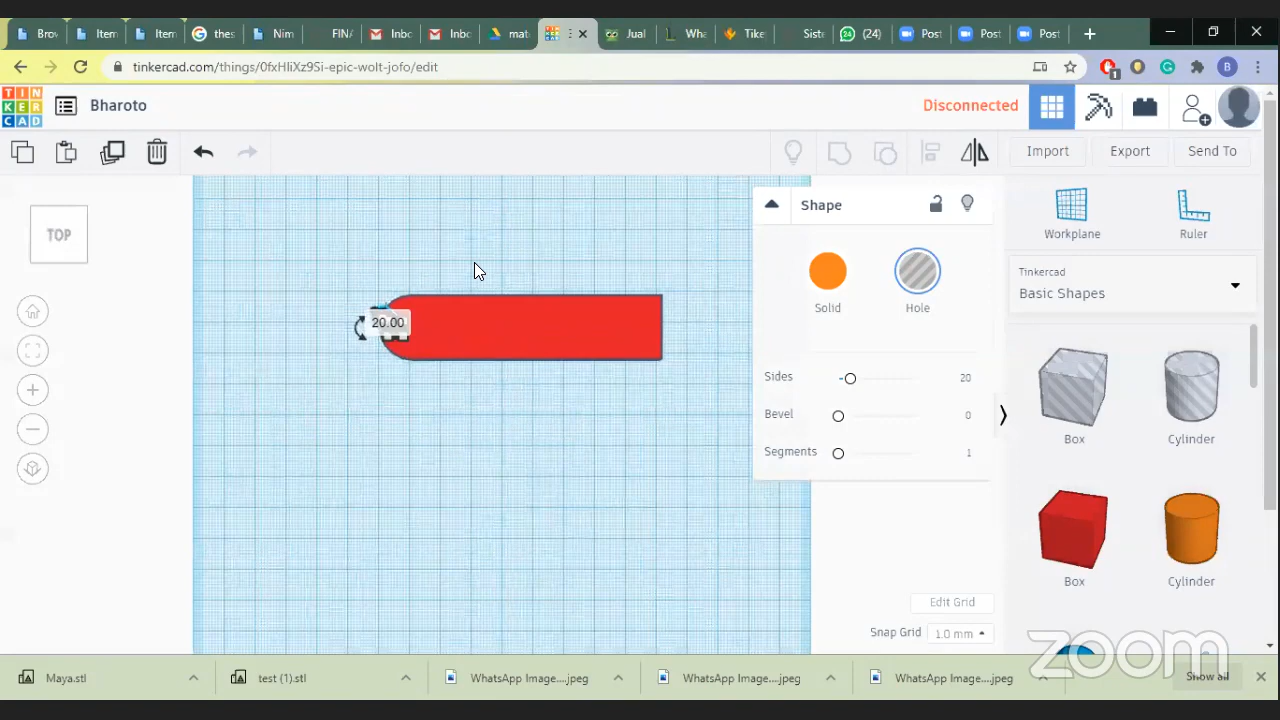 Brov
Item
Item
thes
Nim
FINA
Inbo
Inbo
mate
Jual
Wha
Tike
Siste
(24)
Post
Post
Post
tinkercad.com/things/0fxHliXz9Si-epic-wolt-jofo/edit
1
B
TIN
KER
CAD
Bharoto
Disconnected
Import
Export
Send To
TOP
20.00
Shape
Solid
Hole
Sides
20
Bevel
0
Segments
1
Workplane
Ruler
Tinkercad
Basic Shapes
Box
Cylinder
Box
Cylinder
Edit Grid
Snap Grid
1.0 mm
zoom
Maya.stl
test (1).stl
WhatsApp Image....jpeg
WhatsApp Image....jpeg
WhatsApp Image....jpeg
Show all